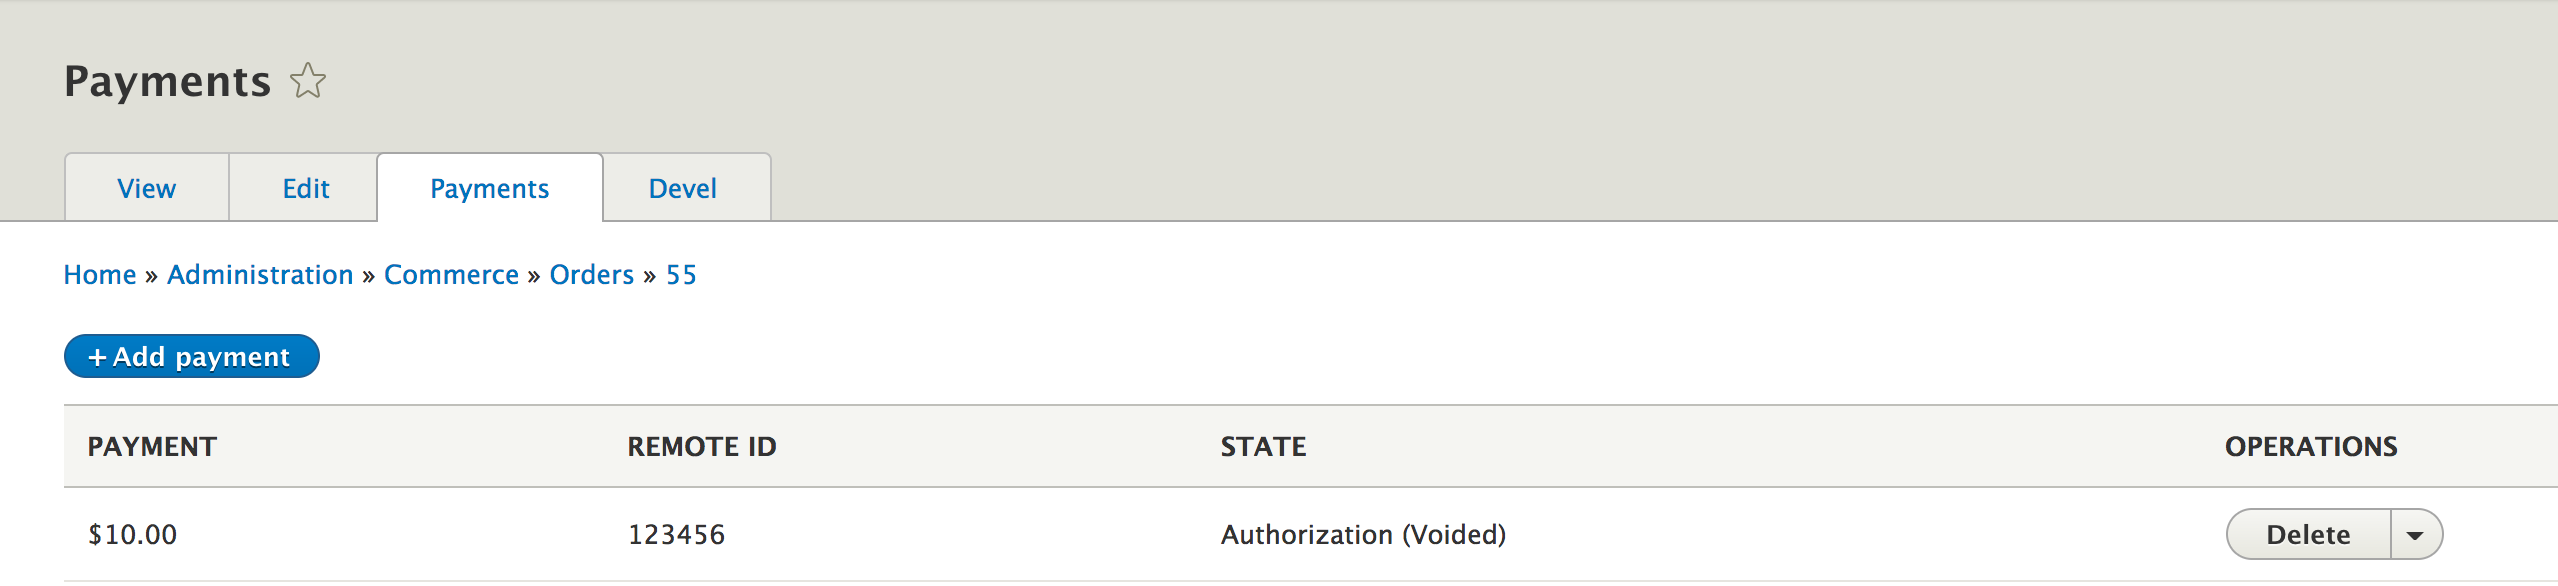 Payments
View Edit Payments Devel
Home » Administration » Commerce » Orders » 55
+ Add payment
PAYMENT REMOTE ID STATE OPERATIONS
$10.00 123456 Authorization (Voided) Delete